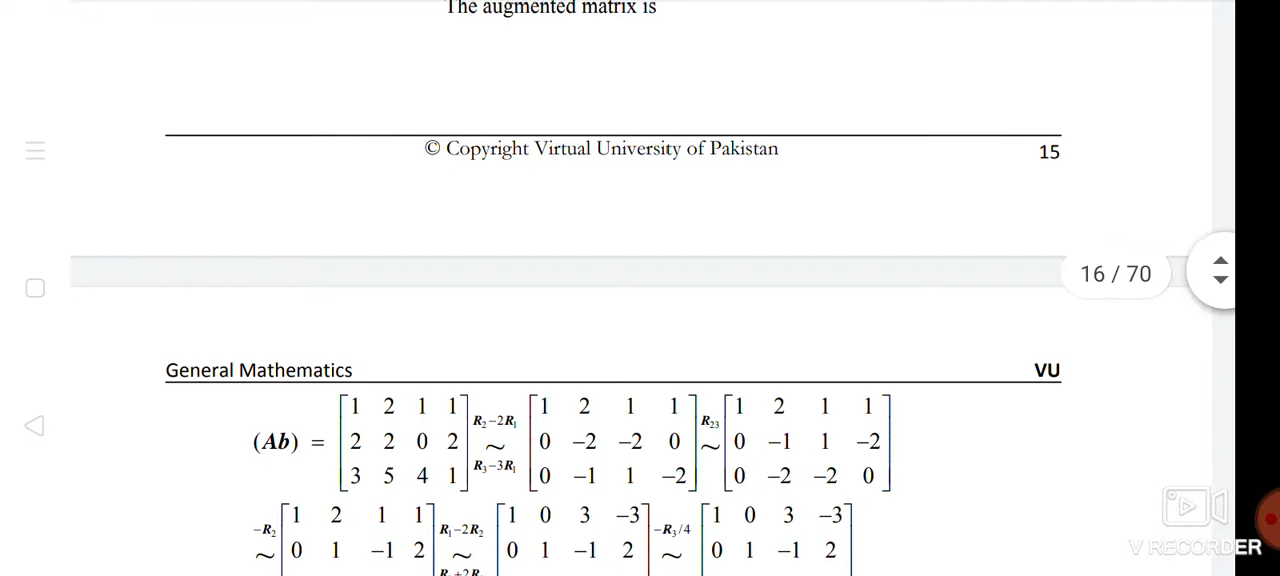 The augmented matrix is
© Copyright Virtual University of Pakistan 15
16 / 70
General Mathematics VU
(Ab) = [1 2 1 1 R₂−2R₁ [1 2 1 1 R₂₃ [1 2 1 1
2 2 0 2 ~ 0 −2 −2 0 ~ 0 −1 1 −2
3 5 4 1] R₃−3R₁ 0 −1 1 −2] 0 −2 −2 0]
−R₂ [1 2 1 1 R₁−2R₂ [1 0 3 −3 −R₃/4 [1 0 3 −3
~ 0 1 −1 2 ~ 0 1 −1 2 ~ 0 1 −1 2
V RECORDER